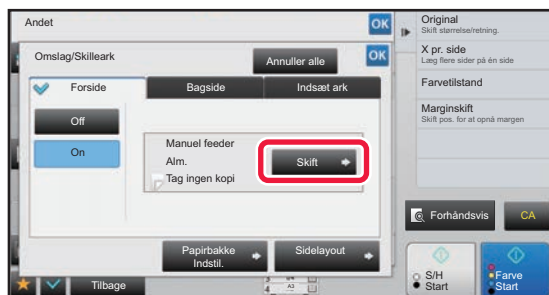 Andet
OK
Omslag/Skilleark
Annuller alle
OK
Forside
Bagside
Indsæt ark
Off
On
Manuel feeder
Alm.
Tag ingen kopi
Skift
Papirbakke
Indstil.
Sidelayout
Tilbage
A3
Original
Skift størrelse/retning.
X pr. side
Læg flere sider på én side
Farvetilstand
Marginskift
Skift pos. for at opnå margen
Forhåndsvis
CA
S/H
Start
Farve
Start